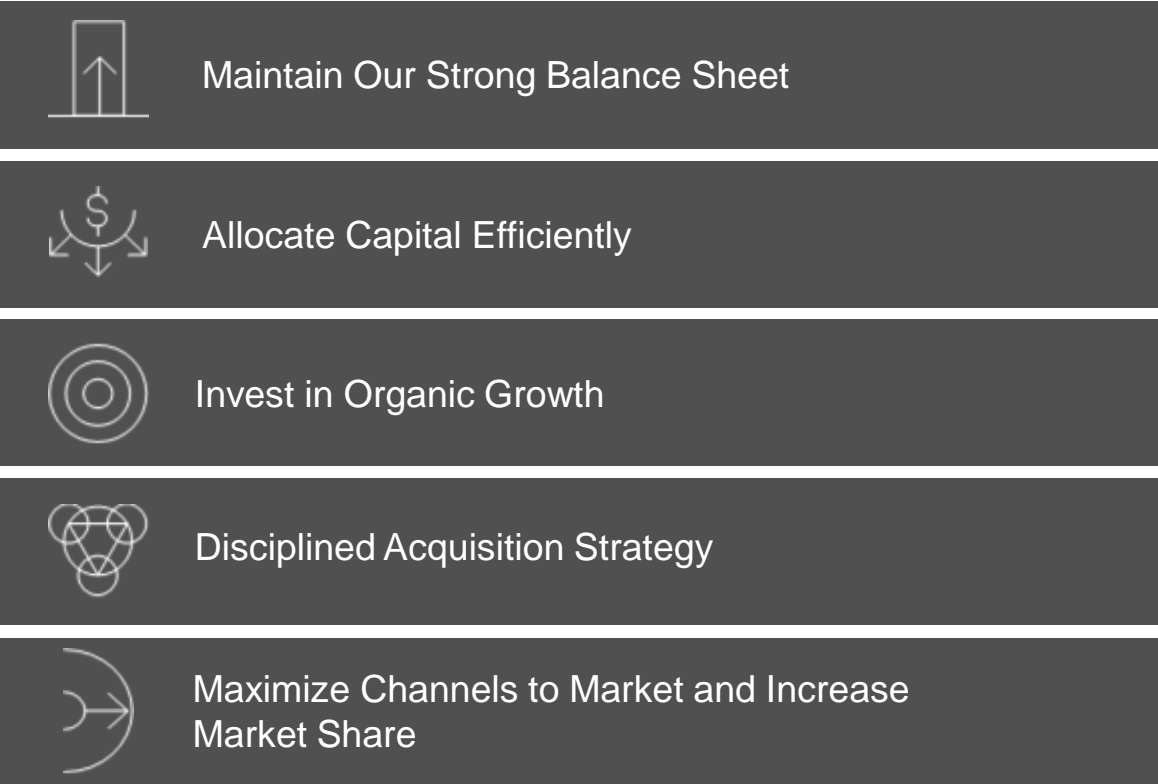 Maintain Our Strong Balance Sheet
$
Allocate Capital Efficiently
Invest in Organic Growth
Disciplined Acquisition Strategy
Maximize Channels to Market and Increase
Market Share